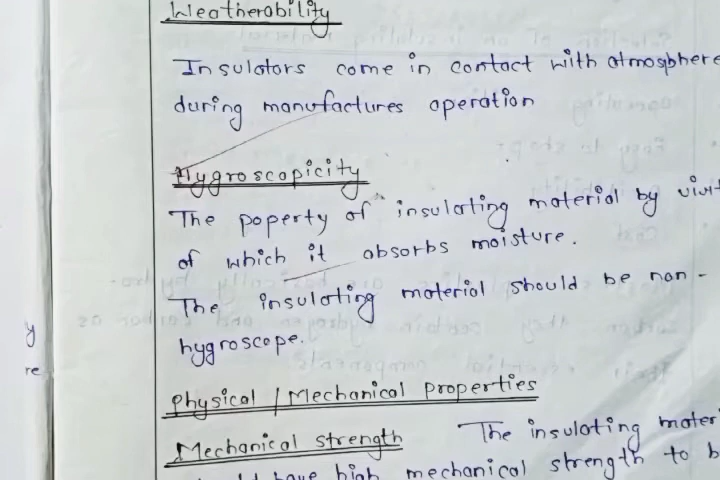 Weatherability
Insulators come in contact with atmosphere
during manufactures operation
Hygroscopicity
The poperty of insulating material by
of which it absorbs moisture.
The insulating material should be non-
hygroscope.
Physical / Mechanical Properties
Mechanical Strength The insulating
have high mechanical strength to
y
re